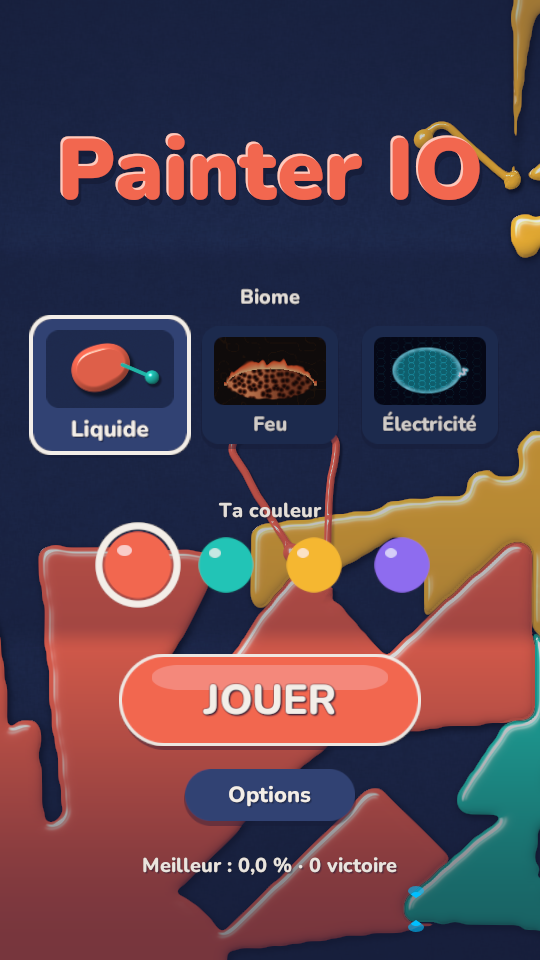 Painter IO
Biome
Liquide
Feu
Électricité
Ta couleur
JOUER
Options
Meilleur : 0,0 % · 0 victoire